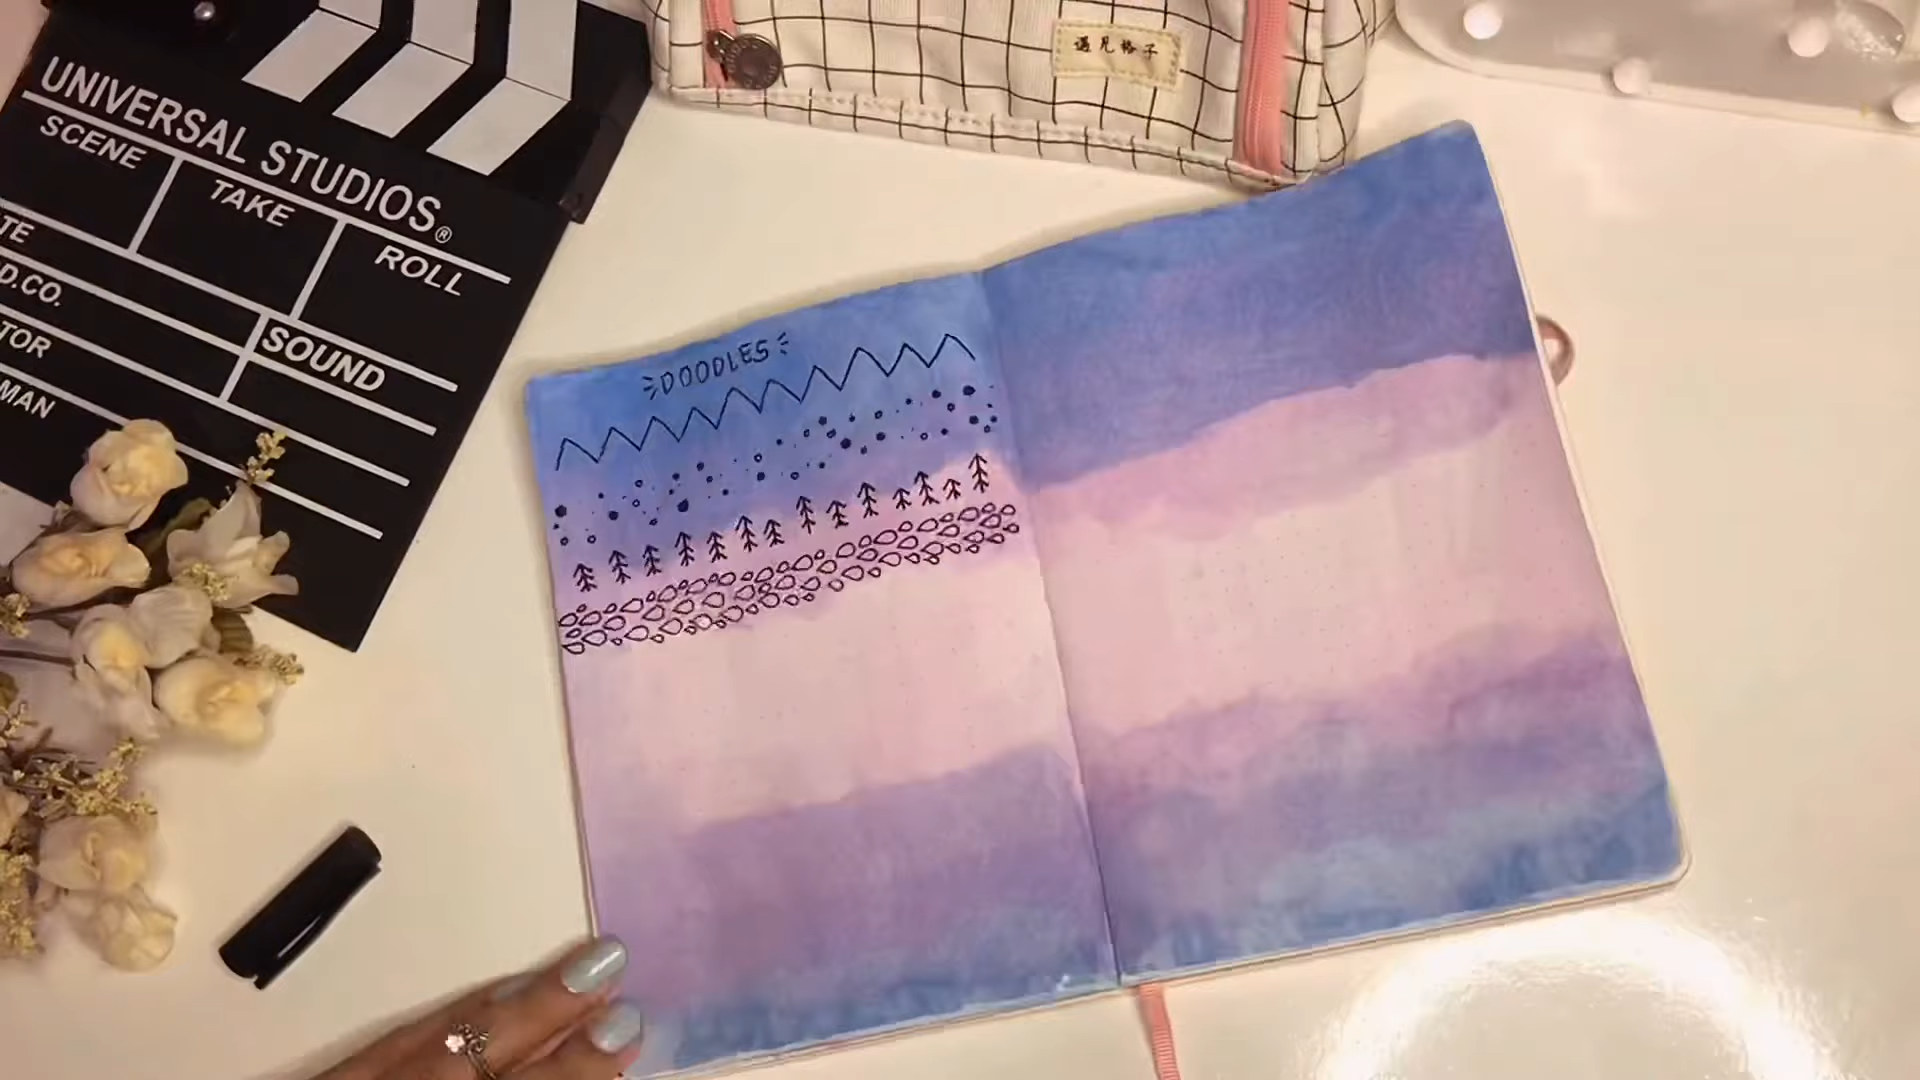 UNIVERSAL STUDIOS®
SCENE
TAKE
ROLL
TE
D.CO.
SOUND
TOR
MAN
遇见格子
DOODLES